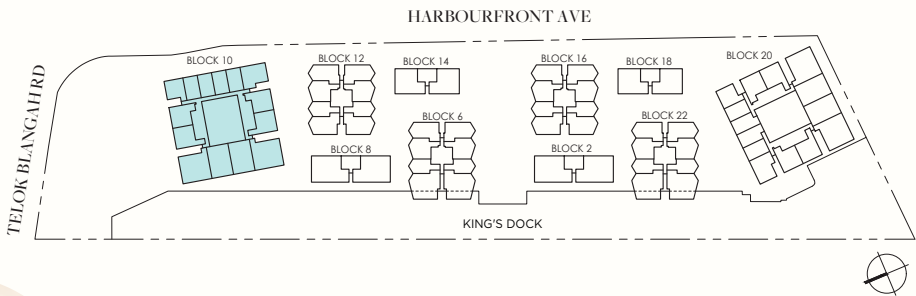 HARBOURFRONT AVE
TELOK BLANGAH RD
BLOCK 10
BLOCK 12
BLOCK 14
BLOCK 16
BLOCK 18
BLOCK 20
BLOCK 6
BLOCK 22
BLOCK 8
BLOCK 2
KING'S DOCK